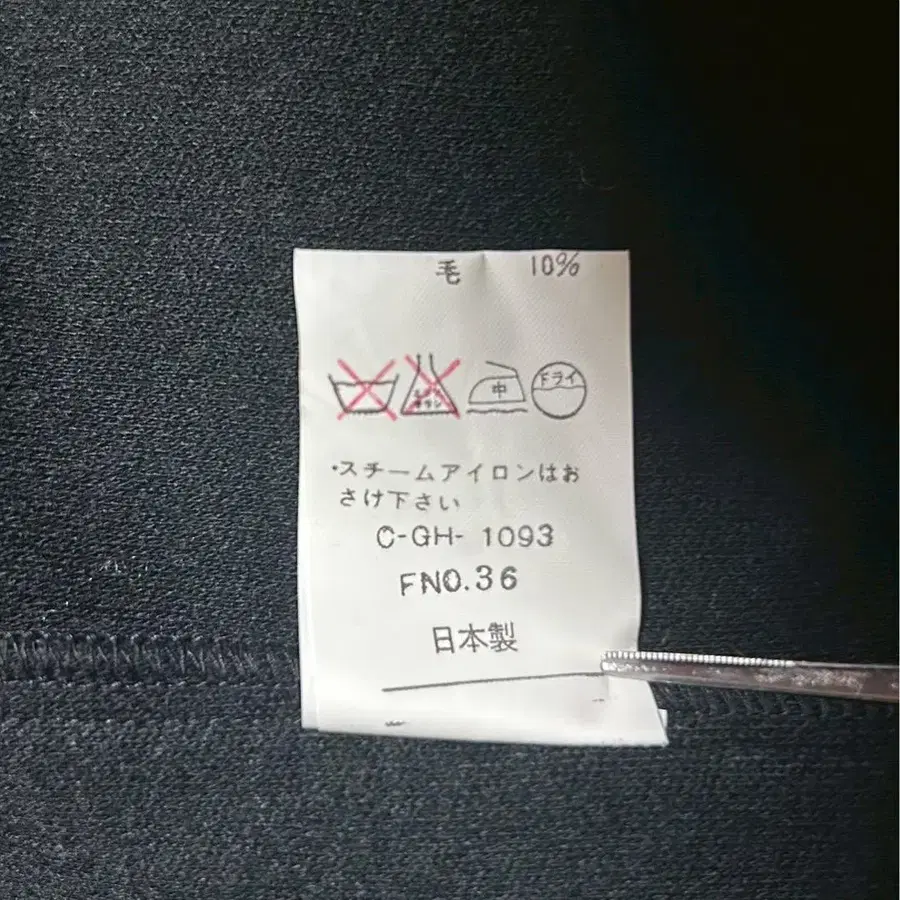 毛 10%
中 ドライ
・スチームアイロンはお
さけ下さい
C-GH- 1093
FNO.36
日本製